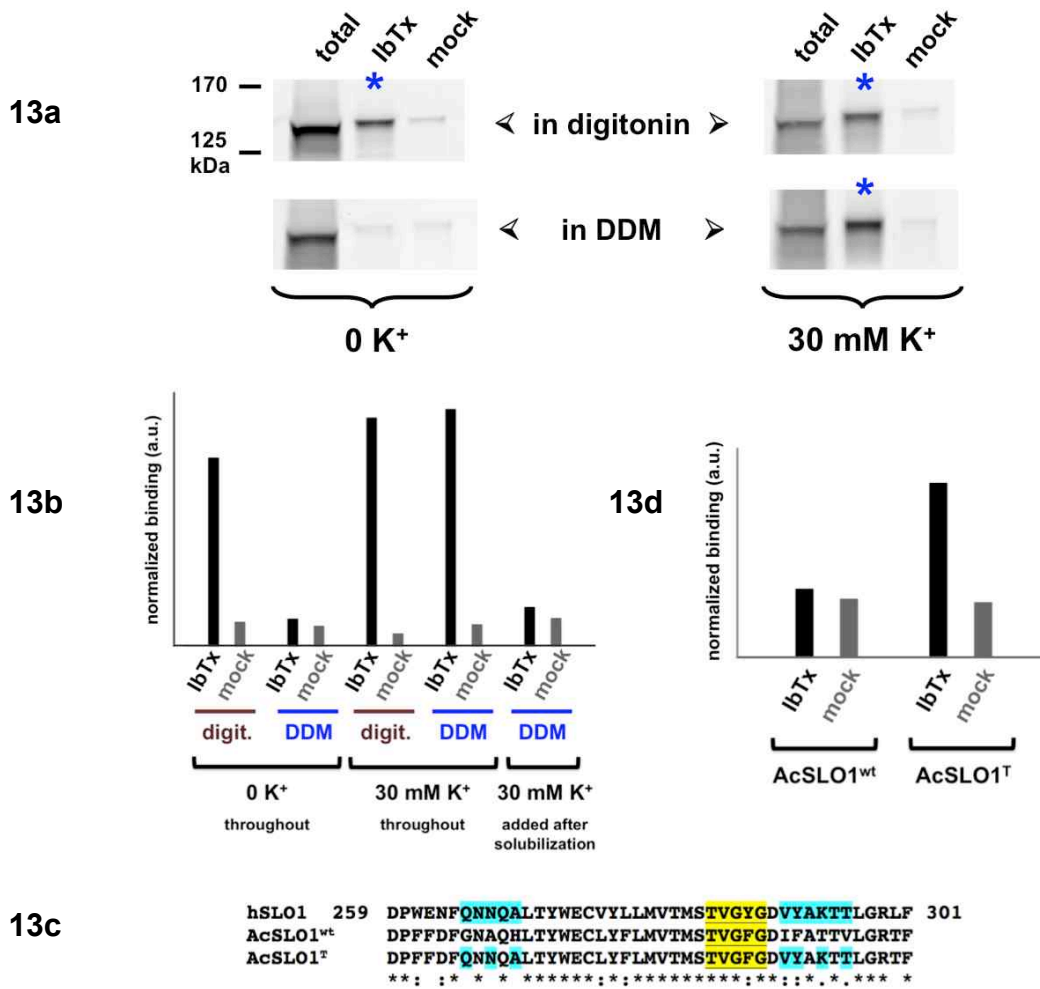 13a
total IbTx mock
total IbTx mock
* *
170
125
kDa
< in digitonin >
*
< in DDM >
0 K⁺ 30 mM K⁺
13b
normalized binding (a.u.)
IbTx mock IbTx mock IbTx mock IbTx mock IbTx mock
digit. DDM digit. DDM DDM
0 K⁺ 30 mM K⁺ 30 mM K⁺
throughout throughout added after
solubilization
13d
normalized binding (a.u.)
IbTx mock IbTx mock
AcSLO1ʷᵗ AcSLO1ᵀ
13c
hSLO1 259 DPWENFQNNQALTYWECVYLLMVTMSTVGYGDVYAKTTLGRLF 301
AcSLO1ʷᵗ DPFFDFGNAQHLTYWECLYFLMVTMSTVGFGDIFATTVLGRTF
AcSLO1ᵀ DPFFDFQNNQALTYWECLYFLMVTMSTVGFGDVYAKTTLGRTF
**: :* * * *****:*:*********:**::*.*.*** *